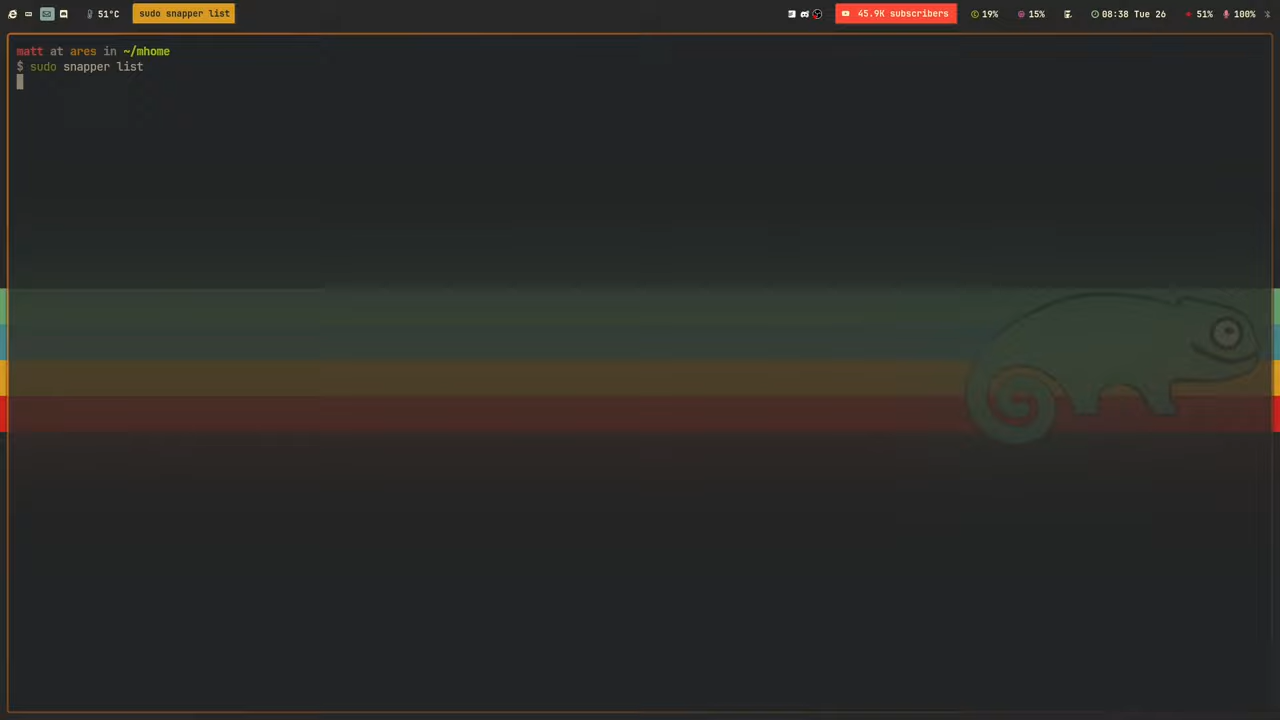 51°C sudo snapper list 45.9K subscribers 19% 15% 08:38 Tue 26 51% 100%
matt at ares in ~/mhome
$ sudo snapper list